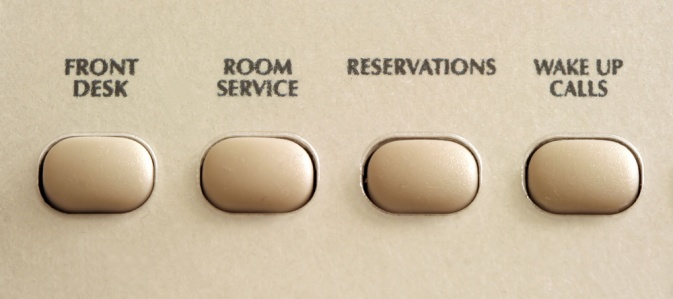 FRONT
DESK
ROOM
SERVICE
RESERVATIONS
WAKE UP
CALLS